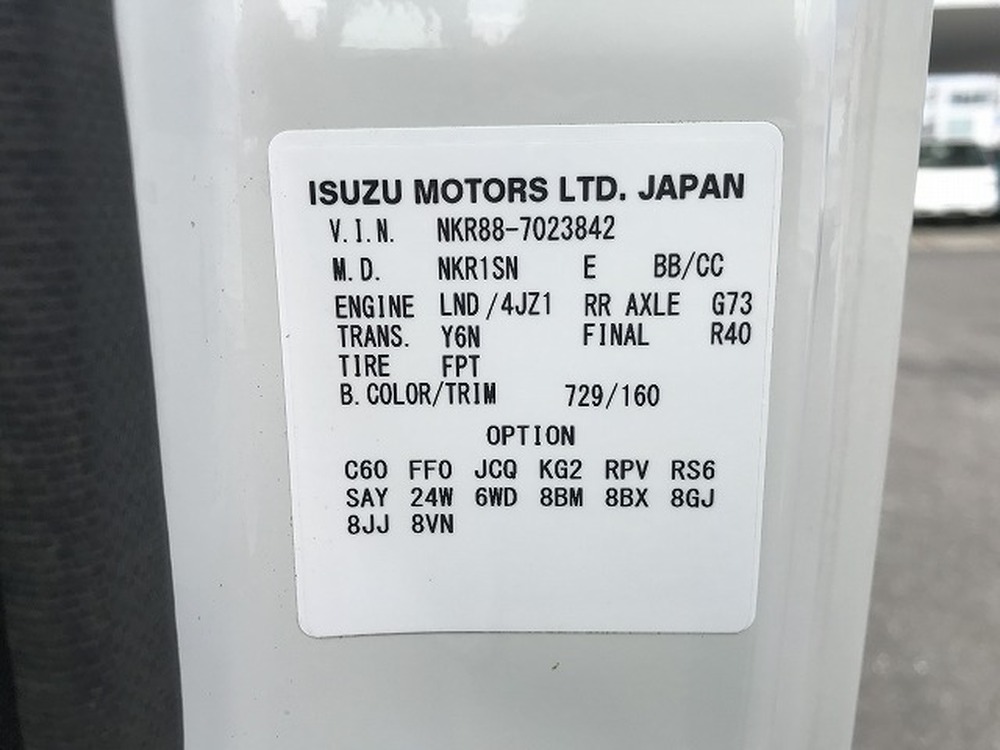 ISUZU MOTORS LTD. JAPAN
V.I.N. NKR88-7023842
M.D. NKR1SN E BB/CC
ENGINE LND/4JZ1 RR AXLE G73
TRANS. Y6N FINAL R40
TIRE FPT
B.COLOR/TRIM 729/160
OPTION
C60 FF0 JCQ KG2 RPV RS6
SAY 24W 6WD 8BM 8BX 8GJ
8JJ 8VN